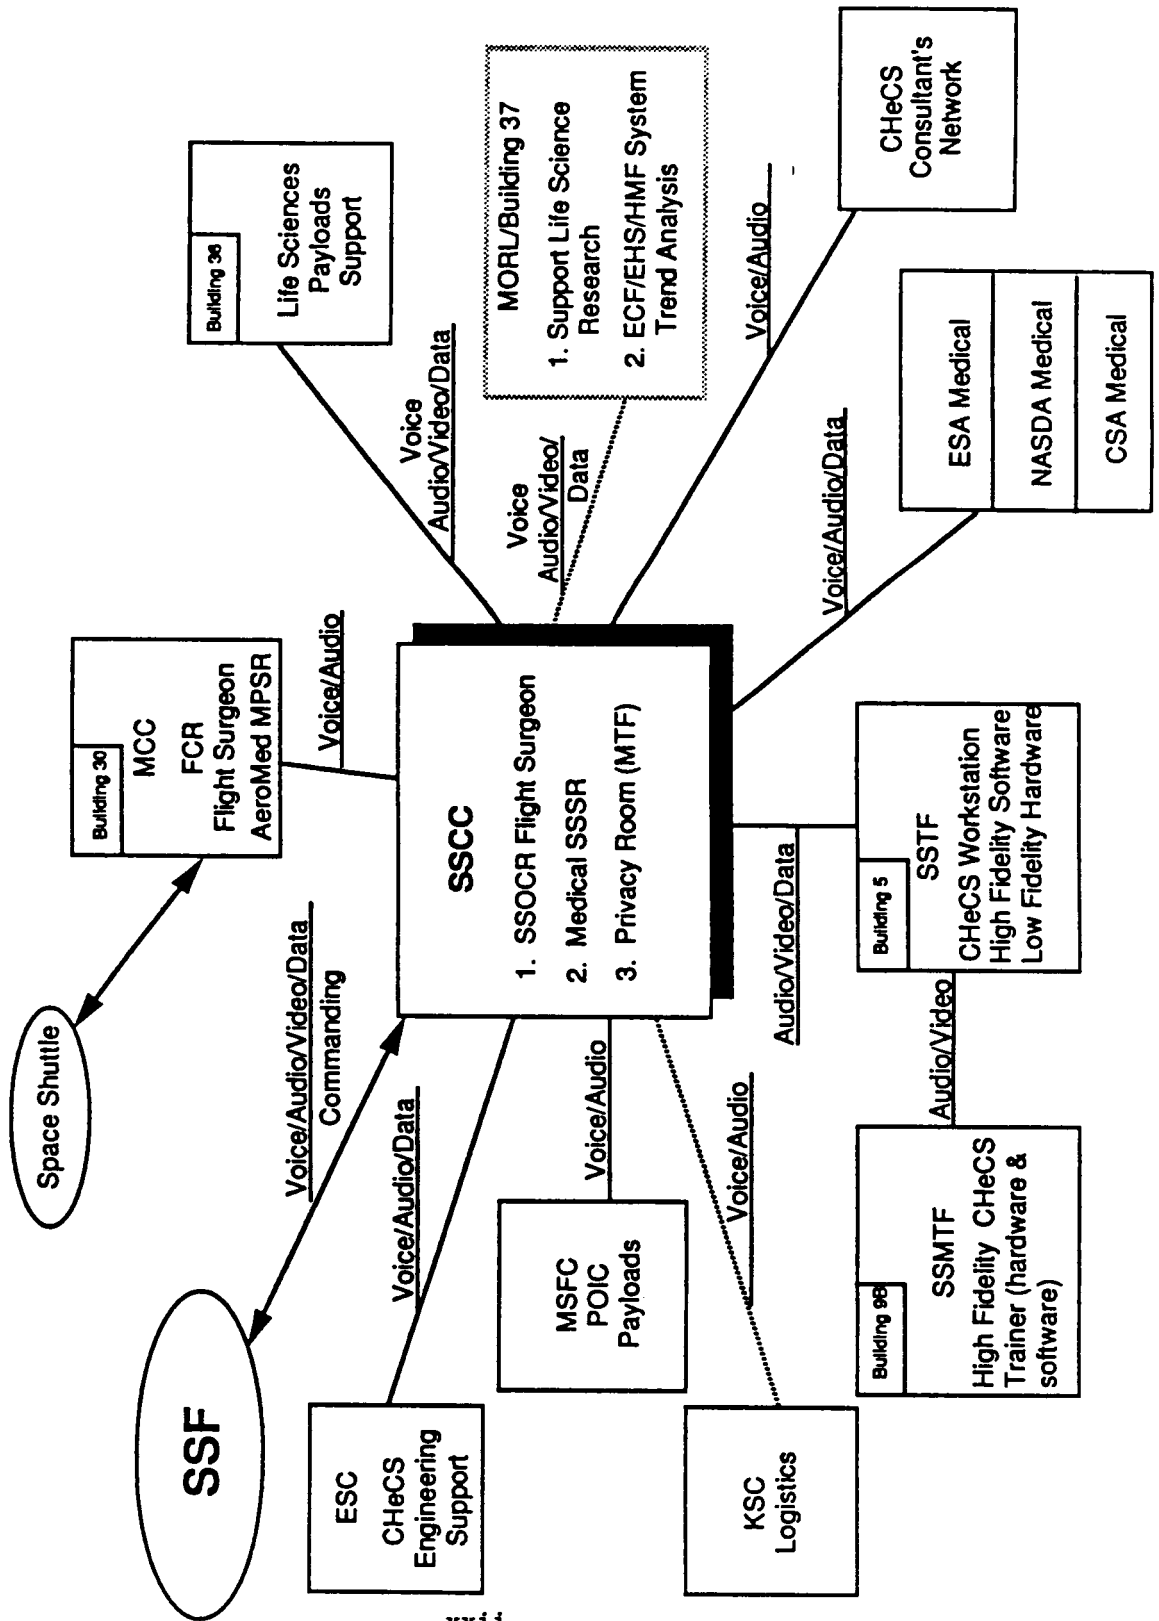 SSF
Space Shuttle
Building 30
MCC
FCR
Flight Surgeon
AeroMed MPSR
Building 36
Life Sciences
Payloads
Support
Voice/Audio/Video/Data
Commanding
Voice/Audio
Voice
Audio/Video/Data
ESC
CHeCS
Engineering
Support
Voice/Audio/Data
SSCC
1. SSOCR Flight Surgeon
2. Medical SSSR
3. Privacy Room (MTF)
Voice
Audio/Video/
Data
MORL/Building 37
1. Support Life Science
Research
2. ECF/EHS/HMF System
Trend Analysis
MSFC
POIC
Payloads
Voice/Audio
Voice/Audio
CHeCS
Consultant's
Network
KSC
Logistics
Voice/Audio
Audio/Video/Data
Voice/Audio/Data
ESA Medical
NASDA Medical
CSA Medical
Building 9B
SSMTF
High Fidelity CHeCS
Trainer (hardware &
software)
Audio/Video
Building 5
SSTF
CHeCS Workstation
High Fidelity Software
Low Fidelity Hardware